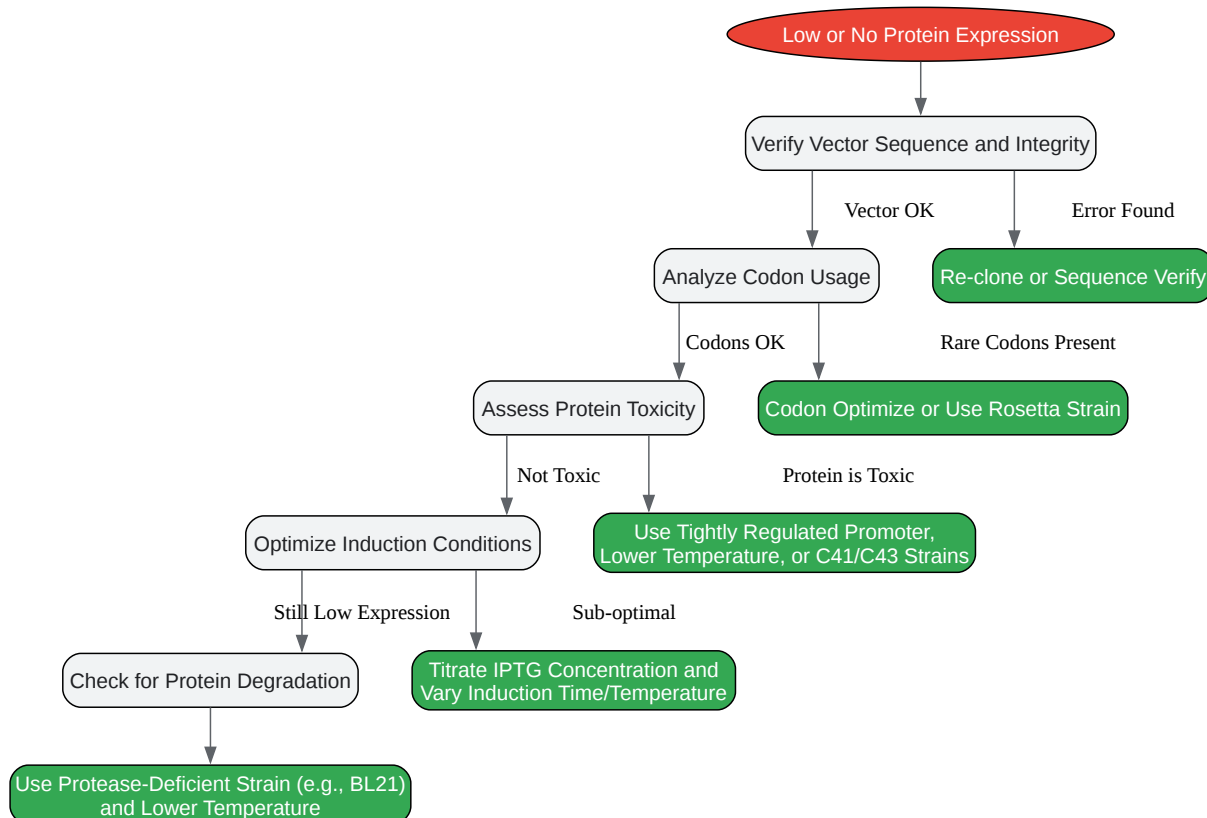 Low or No Protein Expression
Verify Vector Sequence and Integrity
Vector OK
Error Found
Analyze Codon Usage
Re-clone or Sequence Verify
Codons OK
Rare Codons Present
Assess Protein Toxicity
Codon Optimize or Use Rosetta Strain
Not Toxic
Protein is Toxic
Optimize Induction Conditions
Use Tightly Regulated Promoter,
Lower Temperature, or C41/C43 Strains
Still Low Expression
Sub-optimal
Check for Protein Degradation
Titrate IPTG Concentration and
Vary Induction Time/Temperature
Use Protease-Deficient Strain (e.g., BL21)
and Lower Temperature